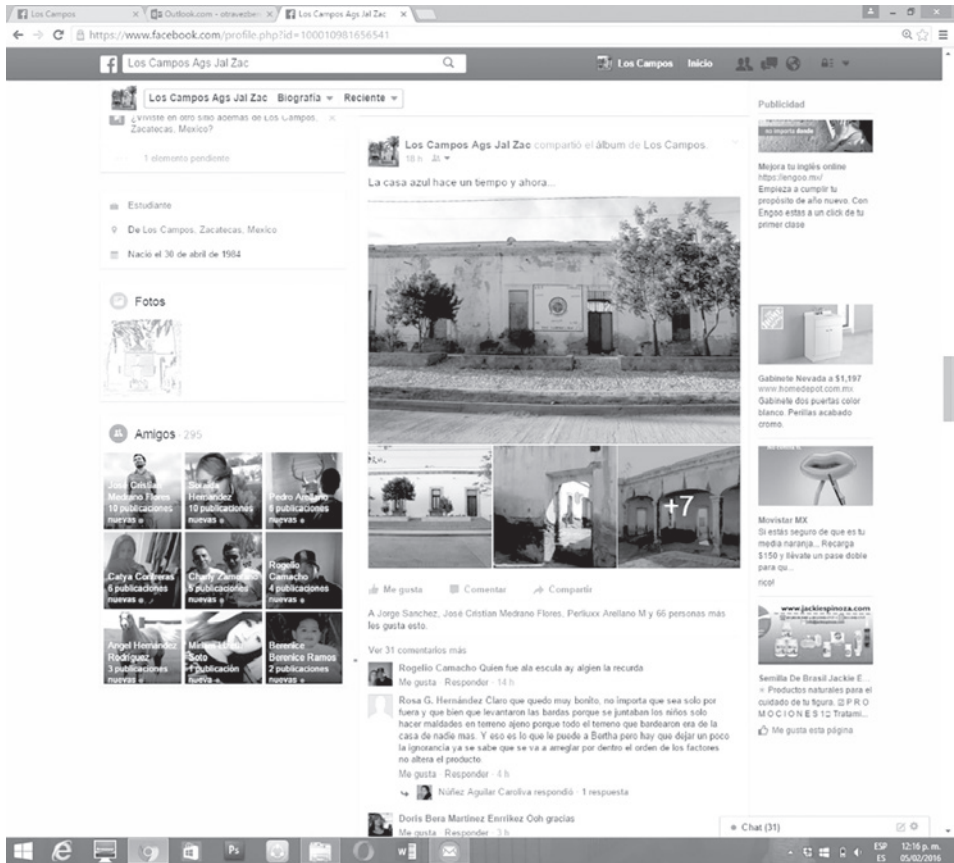 Los Campos
Outlook.com - otravezben
Los Campos Ags Jal Zac
https://www.facebook.com/profile.php?id=100010981656541
Los Campos Ags Jal Zac
Los Campos Inicio
Los Campos Ags Jal Zac Biografía Reciente
¿Viviste en otro sitio además de Los Campos,
Zacatecas, Mexico?
1 elemento pendiente
Estudiante
De Los Campos, Zacatecas, Mexico
Nació el 30 de abril de 1984
Fotos
Amigos · 295
José Cristian
Medrano Flores
10 publicaciones
nuevas
Hernandez
10 publicaciones
nuevas
Pedro Arellano
6 publicaciones
nuevas
Catya Contreras
6 publicaciones
nuevas
Charly Zamorano
5 publicaciones
nuevas
Rogelio
Camacho
4 publicaciones
nuevas
Angel Hernández
Rodríguez
3 publicaciones
nuevas
Soto
1 publicación
nueva
Berenice
Berenice Ramos
2 publicaciones
nuevas
Los Campos Ags Jal Zac compartió el álbum de Los Campos.
18 h
La casa azul hace un tiempo y ahora...
+7
Me gusta Comentar Compartir
A Jorge Sanchez, José Cristian Medrano Flores, Perliuxx Arellano M y 66 personas más
les gusta esto.
Ver 31 comentarios más
Rogelio Camacho Quien fue ala escula ay algien la recurda
Me gusta · Responder · 14 h
Rosa G. Hernández Claro que quedo muy bonito, no importa que sea solo por
fuera y que bien que levantaron las bardas porque se juntaban los niños solo
hacer maldades en terreno ajeno porque todo el terreno que bardearon era de la
casa de nadie mas. Y eso es lo que le puede a Bertha pero hay que dejar un poco
la ignorancia ya se sabe que se va a arreglar por dentro el orden de los factores
no altera el producto.
Me gusta · Responder · 4 h
Núñez Aguilar Caroliva respondió · 1 respuesta
Doris Bera Martinez Enrrikez Ooh gracias
Me gusta · Responder · 3 h
Publicidad
no importa donde
Mejora tu inglés online
https://engoo.mx/
Empieza a cumplir tu
propósito de año nuevo. Con
Engoo estas a un click de tu
primer clase
Gabinete Nevada a $1,197
www.homedepot.com.mx
Gabinete dos puertas color
blanco. Perillas acabado
cromo.
Movistar MX
Si estás seguro de que es tu
media naranja... Recarga
$150 y llévate un pase doble
para qu...
rico!
www.jackiespinoza.com
Semilla De Brasil Jackie E...
Productos naturales para el
cuidado de tu figura. P R O
M O C I O N E S 1 Tratami...
Me gusta esta página
Chat (31)
Ps
ESP
ES
12:16 p. m.
05/02/2016